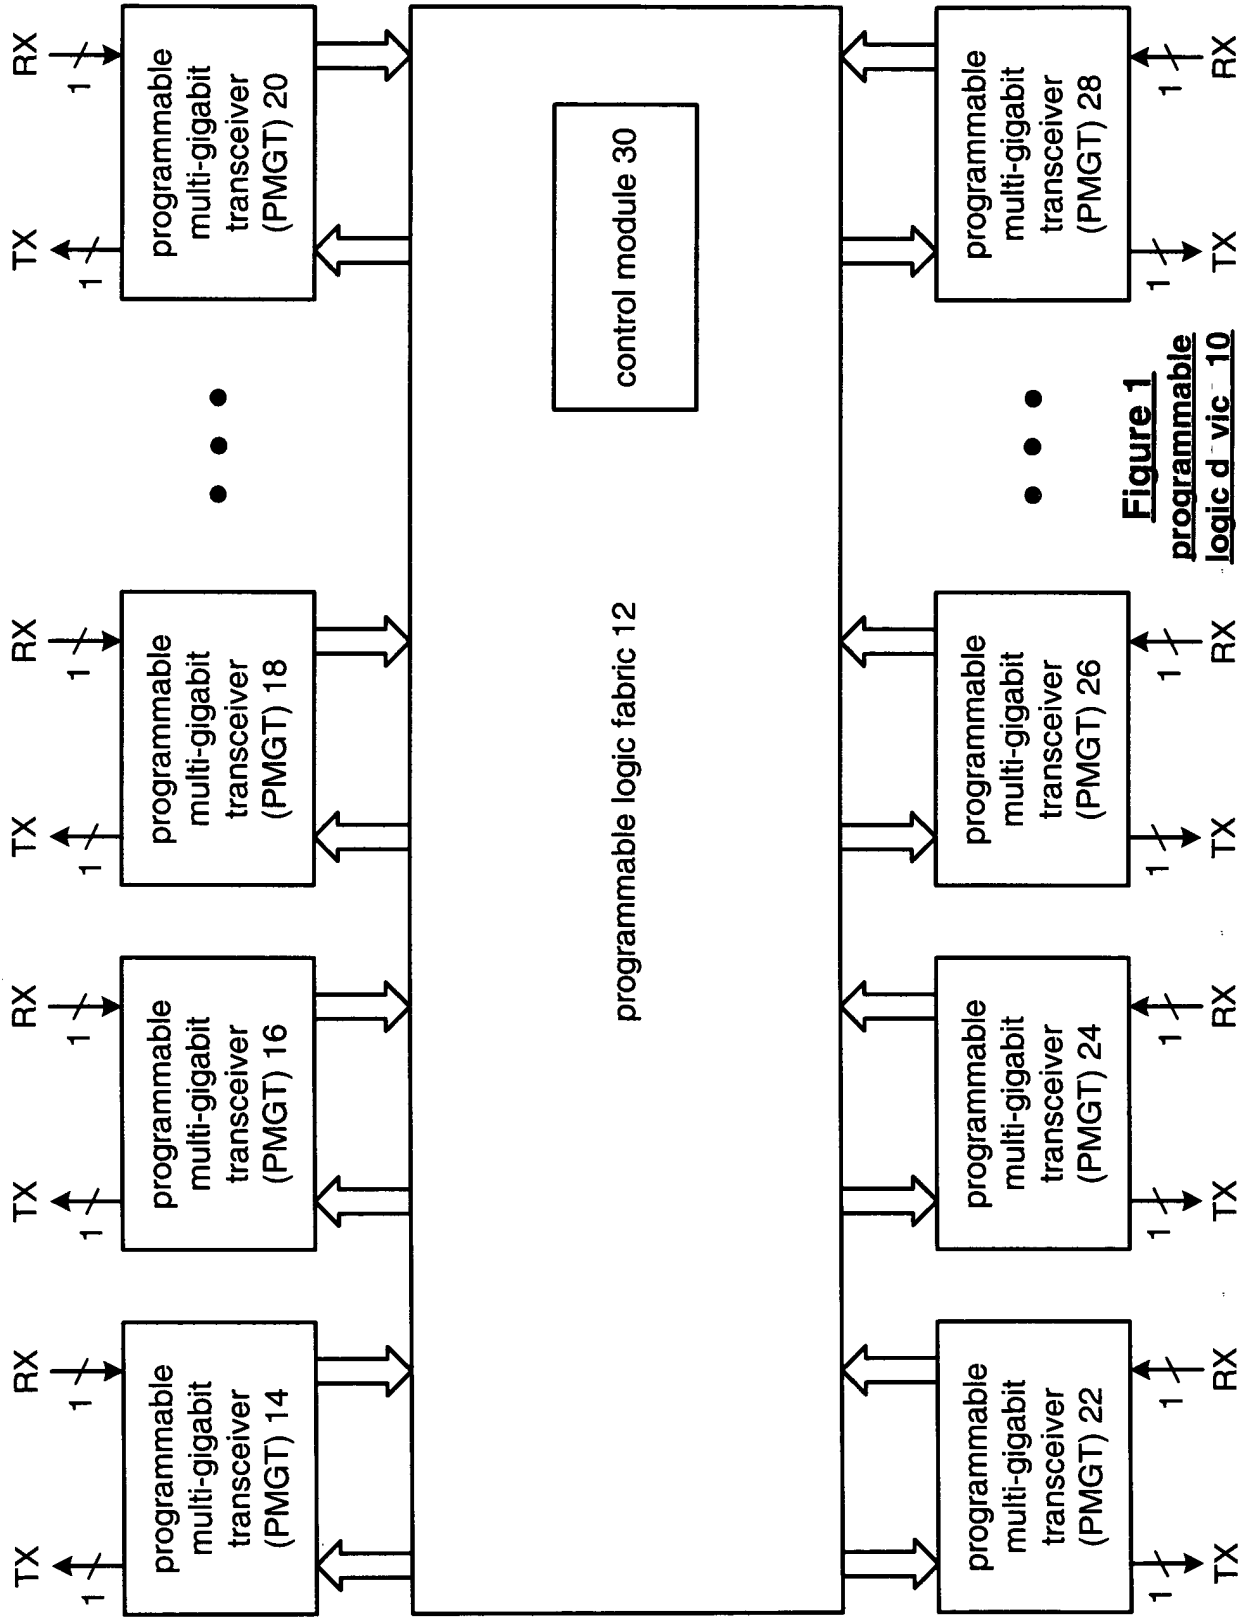 TX
RX
TX
RX
TX
RX
TX
RX
1
1
1
1
1
1
1
1
programmable
multi-gigabit
transceiver
(PMGT) 14
programmable
multi-gigabit
transceiver
(PMGT) 16
programmable
multi-gigabit
transceiver
(PMGT) 18
programmable
multi-gigabit
transceiver
(PMGT) 20
programmable logic fabric 12
control module 30
programmable
multi-gigabit
transceiver
(PMGT) 22
programmable
multi-gigabit
transceiver
(PMGT) 24
programmable
multi-gigabit
transceiver
(PMGT) 26
programmable
multi-gigabit
transceiver
(PMGT) 28
1
1
1
1
1
1
1
1
TX
RX
TX
RX
TX
RX
TX
RX
Figure 1
programmable
logic d vic 10